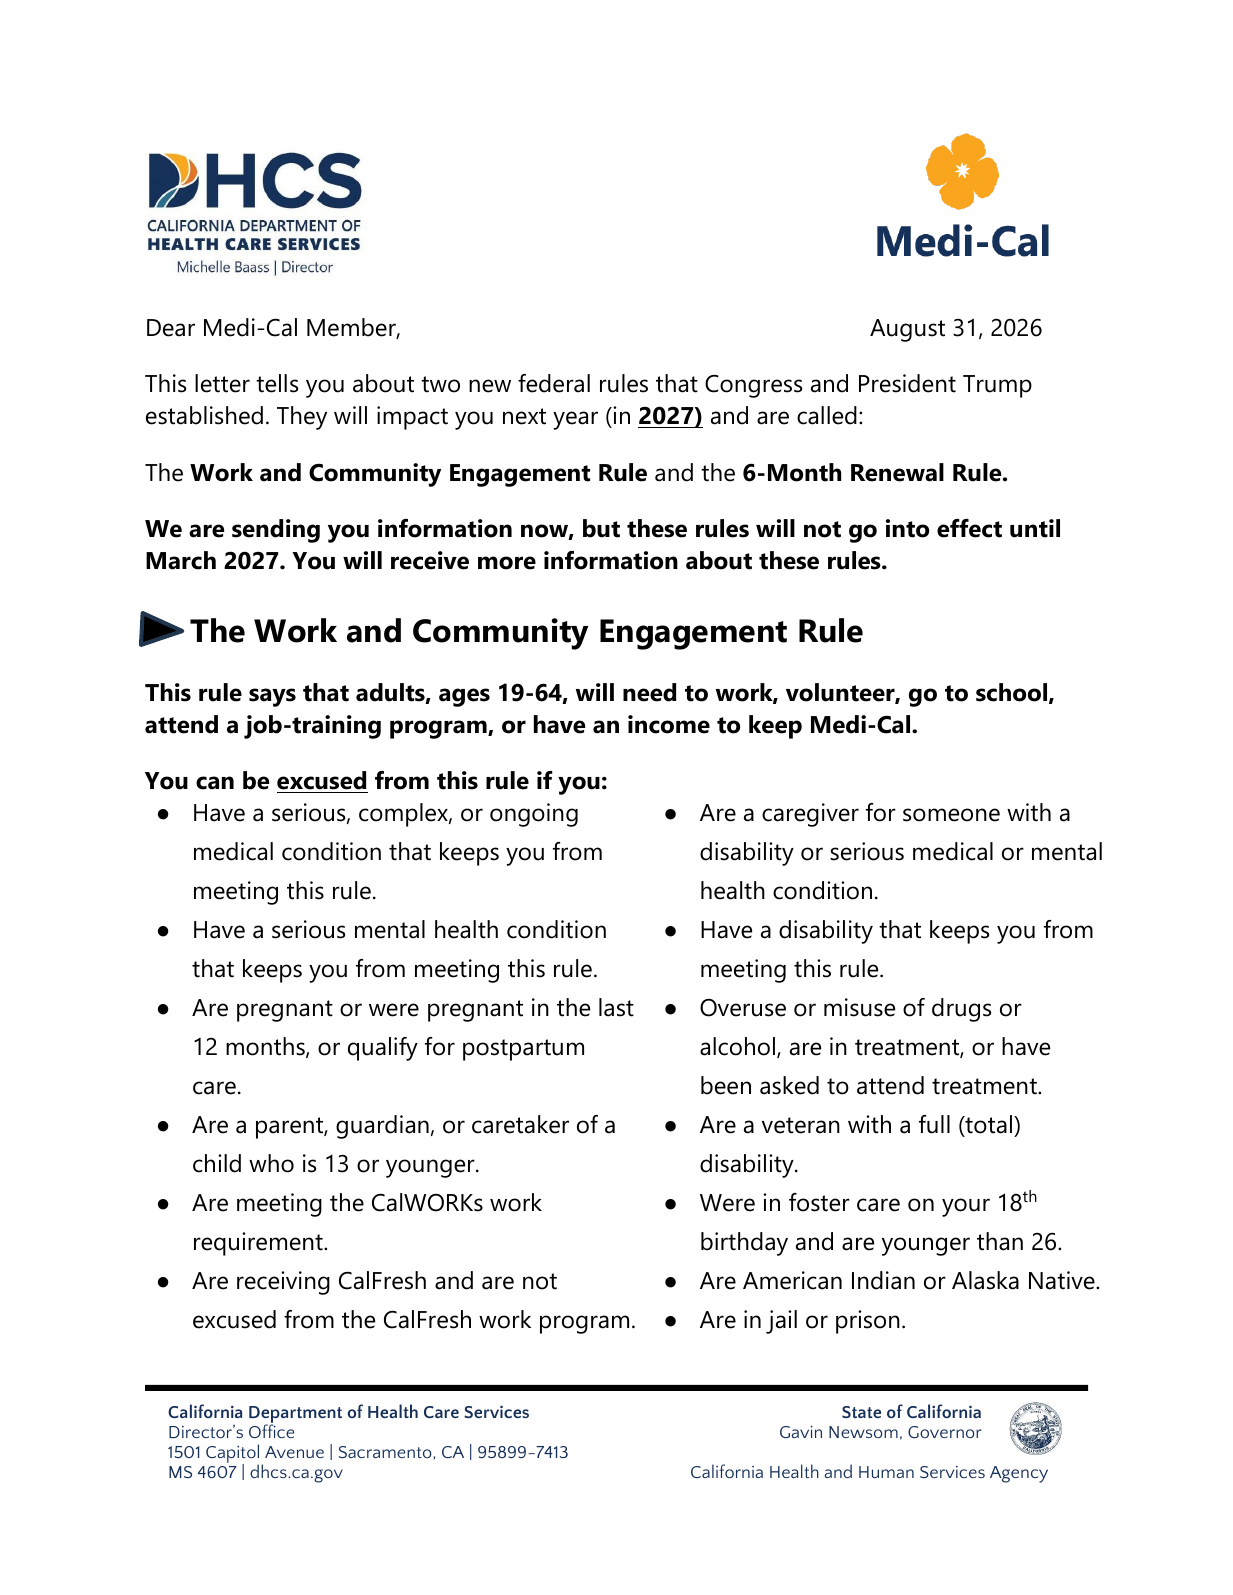 DHCS
CALIFORNIA DEPARTMENT OF
HEALTH CARE SERVICES
Michelle Baass | Director
Medi-Cal
Dear Medi-Cal Member,
August 31, 2026
This letter tells you about two new federal rules that Congress and President Trump
established. They will impact you next year (in 2027) and are called:
The Work and Community Engagement Rule and the 6-Month Renewal Rule.
We are sending you information now, but these rules will not go into effect until
March 2027. You will receive more information about these rules.
The Work and Community Engagement Rule
This rule says that adults, ages 19-64, will need to work, volunteer, go to school,
attend a job-training program, or have an income to keep Medi-Cal.
You can be excused from this rule if you:
● Have a serious, complex, or ongoing
medical condition that keeps you from
meeting this rule.
● Have a serious mental health condition
that keeps you from meeting this rule.
● Are pregnant or were pregnant in the last
12 months, or qualify for postpartum
care.
● Are a parent, guardian, or caretaker of a
child who is 13 or younger.
● Are meeting the CalWORKs work
requirement.
● Are receiving CalFresh and are not
excused from the CalFresh work program.
● Are a caregiver for someone with a
disability or serious medical or mental
health condition.
● Have a disability that keeps you from
meeting this rule.
● Overuse or misuse of drugs or
alcohol, are in treatment, or have
been asked to attend treatment.
● Are a veteran with a full (total)
disability.
● Were in foster care on your 18th
birthday and are younger than 26.
● Are American Indian or Alaska Native.
● Are in jail or prison.
California Department of Health Care Services
Director's Office
1501 Capitol Avenue | Sacramento, CA | 95899-7413
MS 4607 | dhcs.ca.gov
State of California
Gavin Newsom, Governor
California Health and Human Services Agency